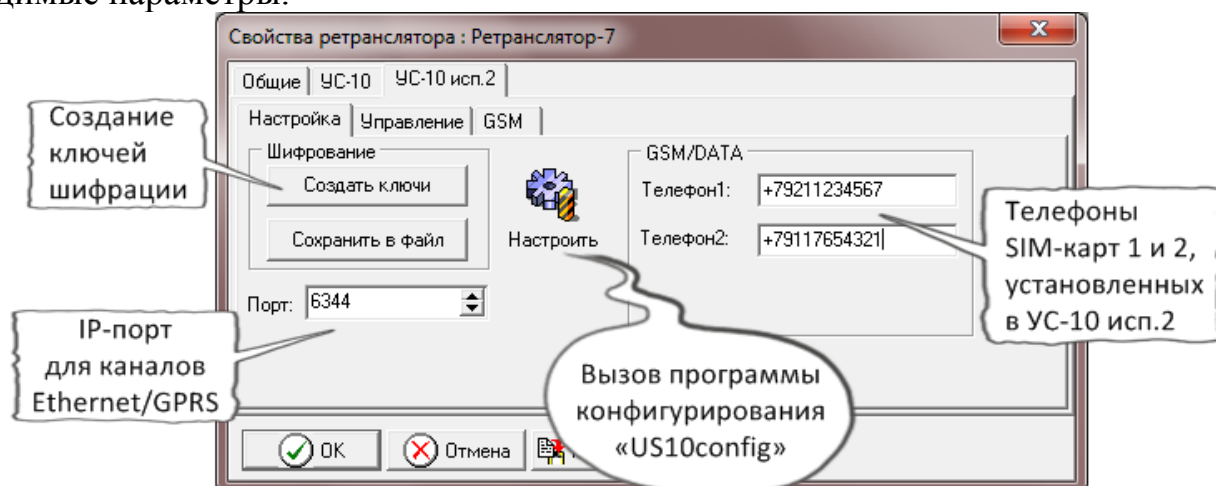 параметры:
Свойства ретранслятора : Ретранслятор-7
Общие УС-10 УС-10 исп.2
Настройка Управление GSM
Шифрование
Создать ключи
Сохранить в файл
Настроить
GSM/DATA
Телефон1: +79211234567
Телефон2: +79117654321
Порт: 6344
OK Отмена
Создание
ключей
шифрации
IP-порт
для каналов
Ethernet/GPRS
Вызов программы
конфигурирования
«US10config»
Телефоны
SIM-карт 1 и 2,
установленных
в УС-10 исп.2